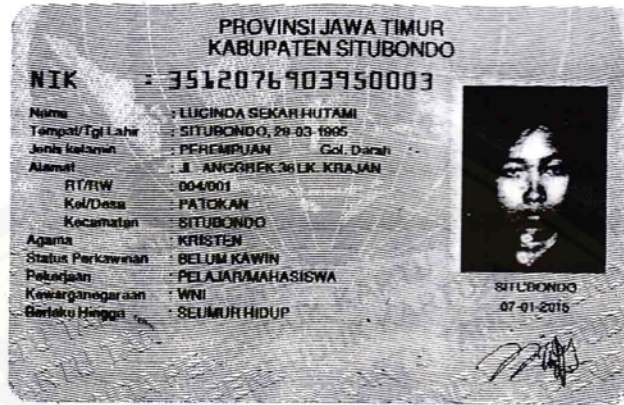 PROVINSI JAWA TIMUR
KABUPATEN SITUBONDO
NIK : 3512076903950003
Nama : LUCINDA SEKAR HUTAMI
Tempat/Tgl Lahir : SITUBONDO, 29-03-1995
Jenis kelamin : PEREMPUAN Gol. Darah : -
Alamat : JL. ANGGREK 36 LK. KRAJAN
RT/RW : 004/001
Kel/Desa : PATOKAN
Kecamatan : SITUBONDO
Agama : KRISTEN
Status Perkawinan : BELUM KAWIN
Pekerjaan : PELAJAR/MAHASISWA
Kewarganegaraan : WNI
Berlaku Hingga : SEUMUR HIDUP
SITUBONDO
07-01-2015